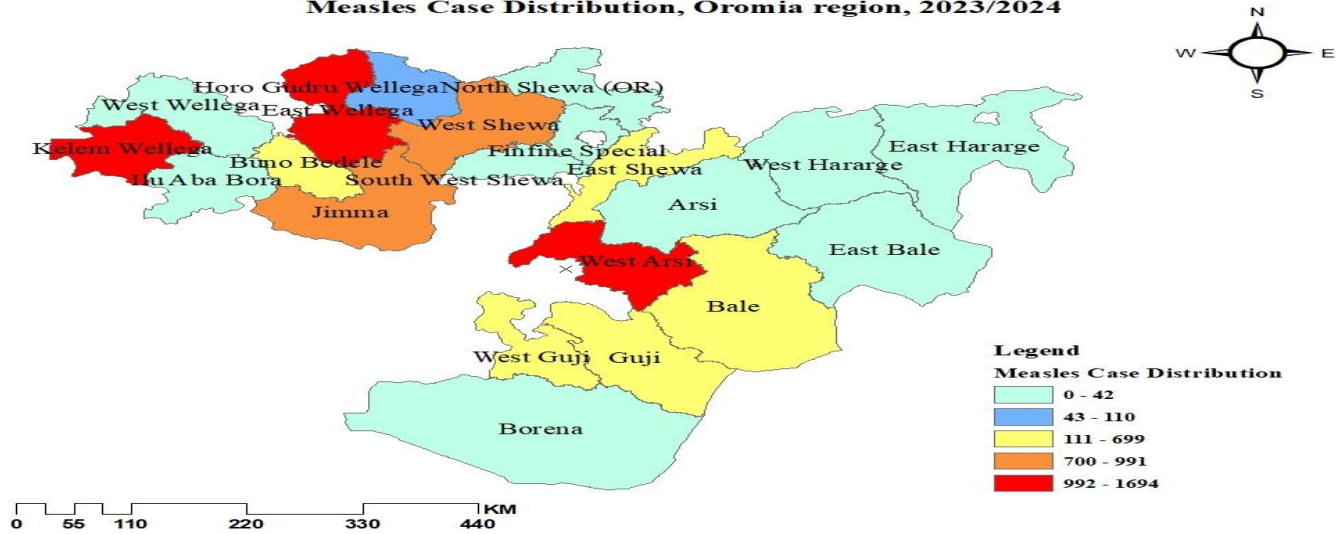 Measles Case Distribution, Oromia region, 2023/2024
N
W
E
S
Horo Gudru Wellega
North Shewa (OR)
West Wellega
East Wellega
West Shewa
Kelem Wellega
Buno Bedele
Finfine Special
East Shewa
West Hararge
East Hararge
Ilu Aba Bora
South West Shewa
Jimma
Arsi
East Bale
West Arsi
Bale
West Guji
Guji
Borena
Legend
Measles Case Distribution
0 - 42
43 - 110
111 - 699
700 - 991
992 - 1694
KM
0 55 110 220 330 440